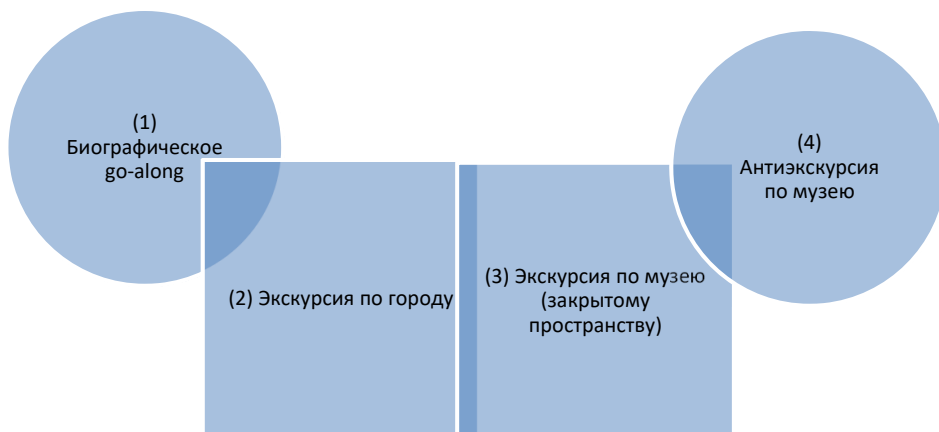 (1)
Биографическое
go-along
(2) Экскурсия по городу
(3) Экскурсия по музею
(закрытому
пространству)
(4)
Антиэкскурсия
по музею